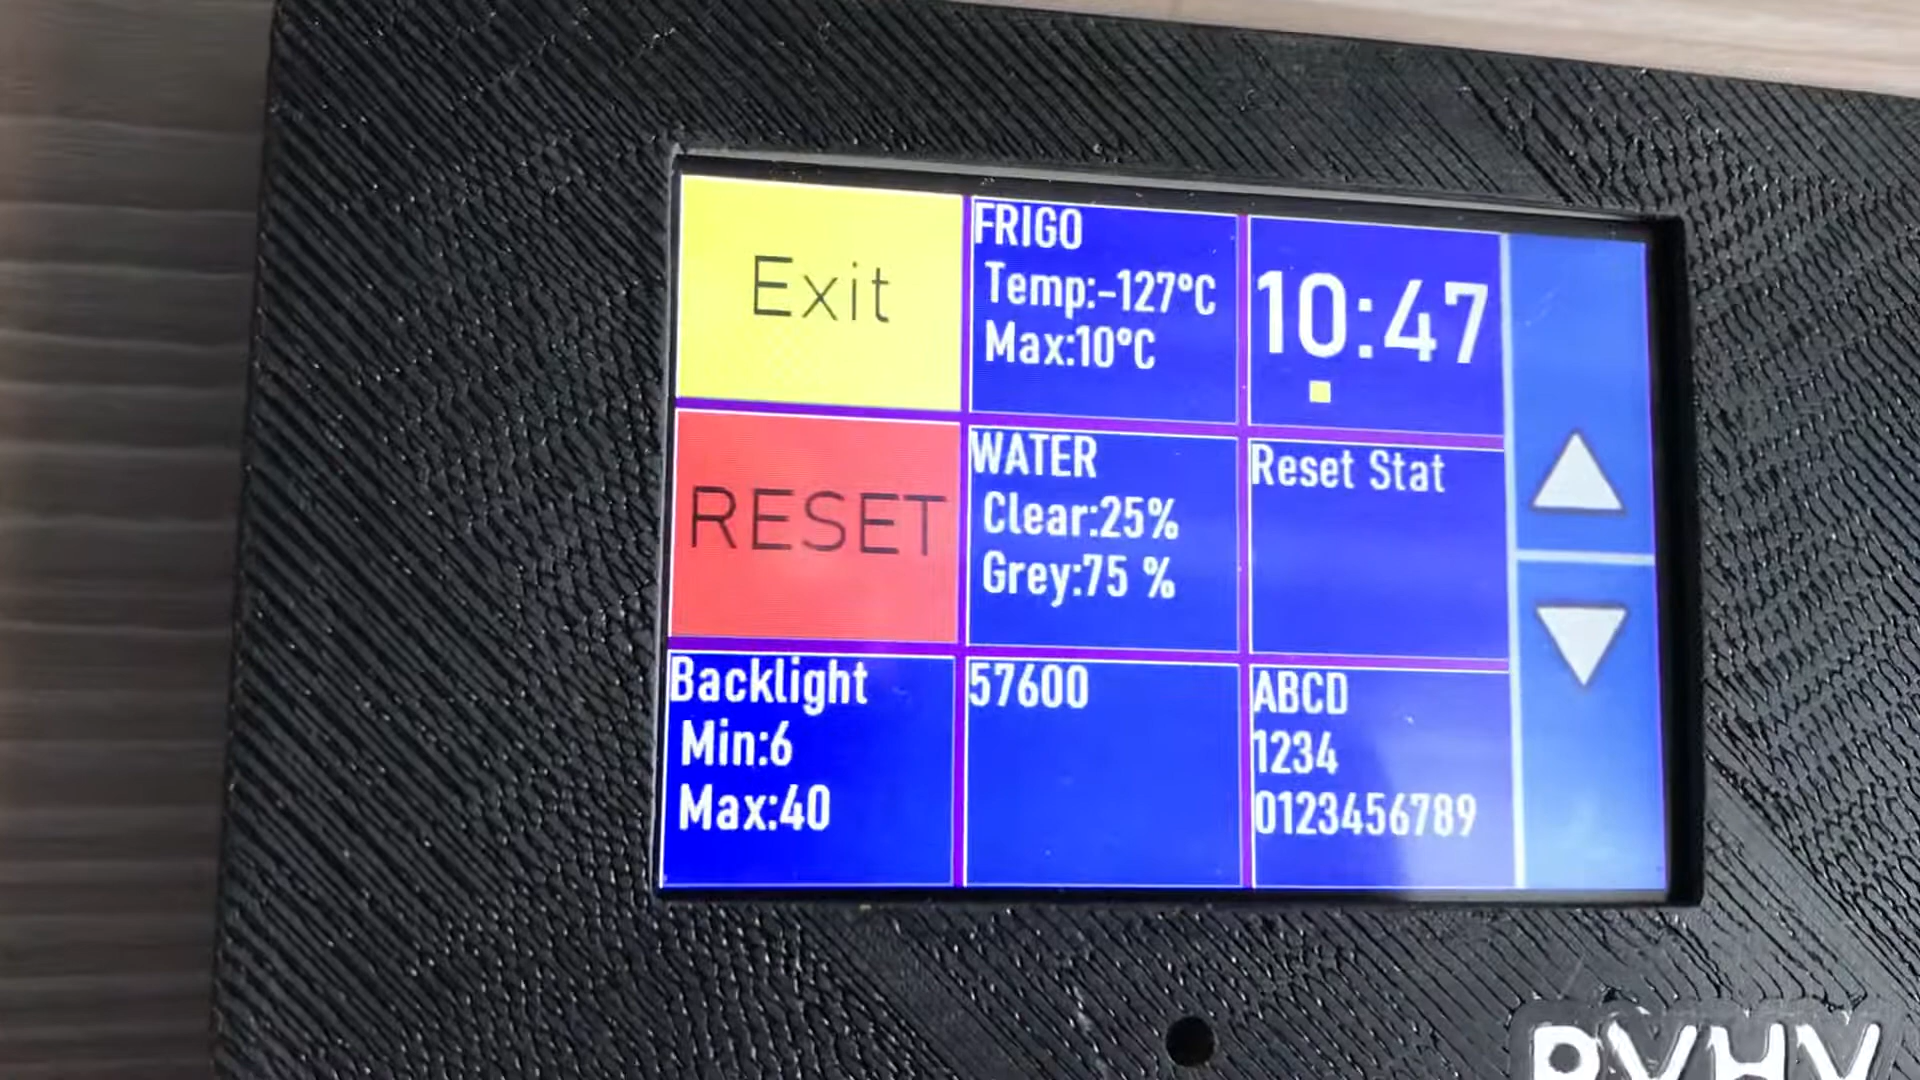 Exit
FRIGO
Temp:-127°C
Max:10°C
10:47
RESET
WATER
Clear:25%
Grey:75 %
Reset Stat
Backlight
Min:6
Max:40
57600
ABCD
1234
0123456789